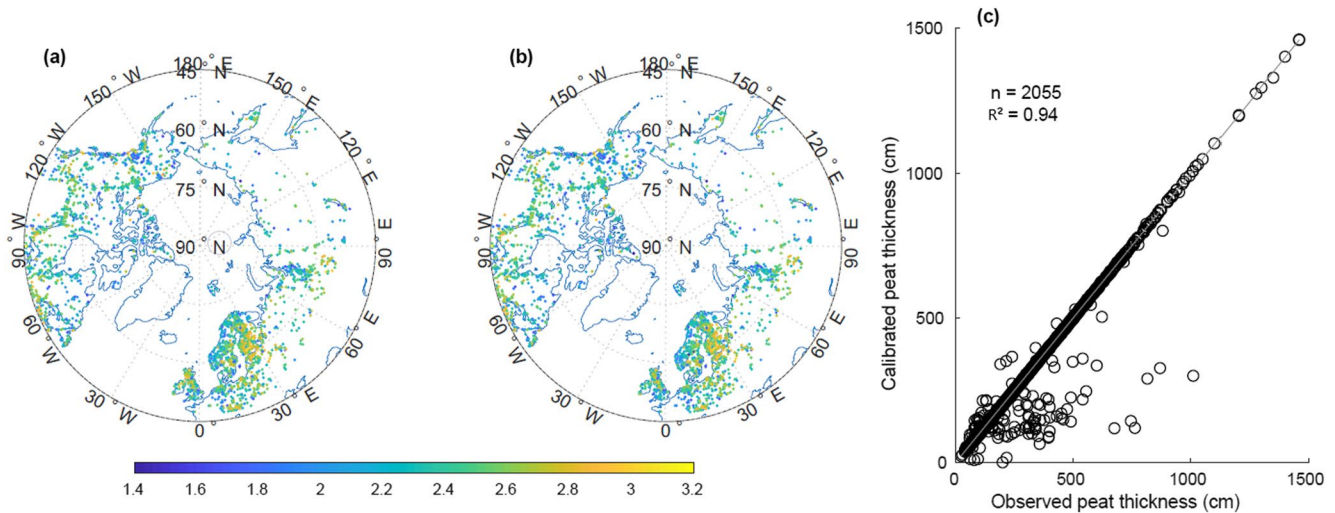 (a)
180° E
45° N
150° W
150° E
120° W
60° N
120° E
75° N
90° W
90° N
90° E
60° W
60° E
30° W
30° E
0°
(b)
180° E
45° N
150° W
150° E
120° W
60° N
120° E
75° N
90° W
90° N
90° E
60° W
60° E
30° W
30° E
0°
1.4 1.6 1.8 2 2.2 2.4 2.6 2.8 3 3.2
(c)
1500
n = 2055
R² = 0.94
1000
Calibrated peat thickness (cm)
500
0
0 500 1000 1500
Observed peat thickness (cm)